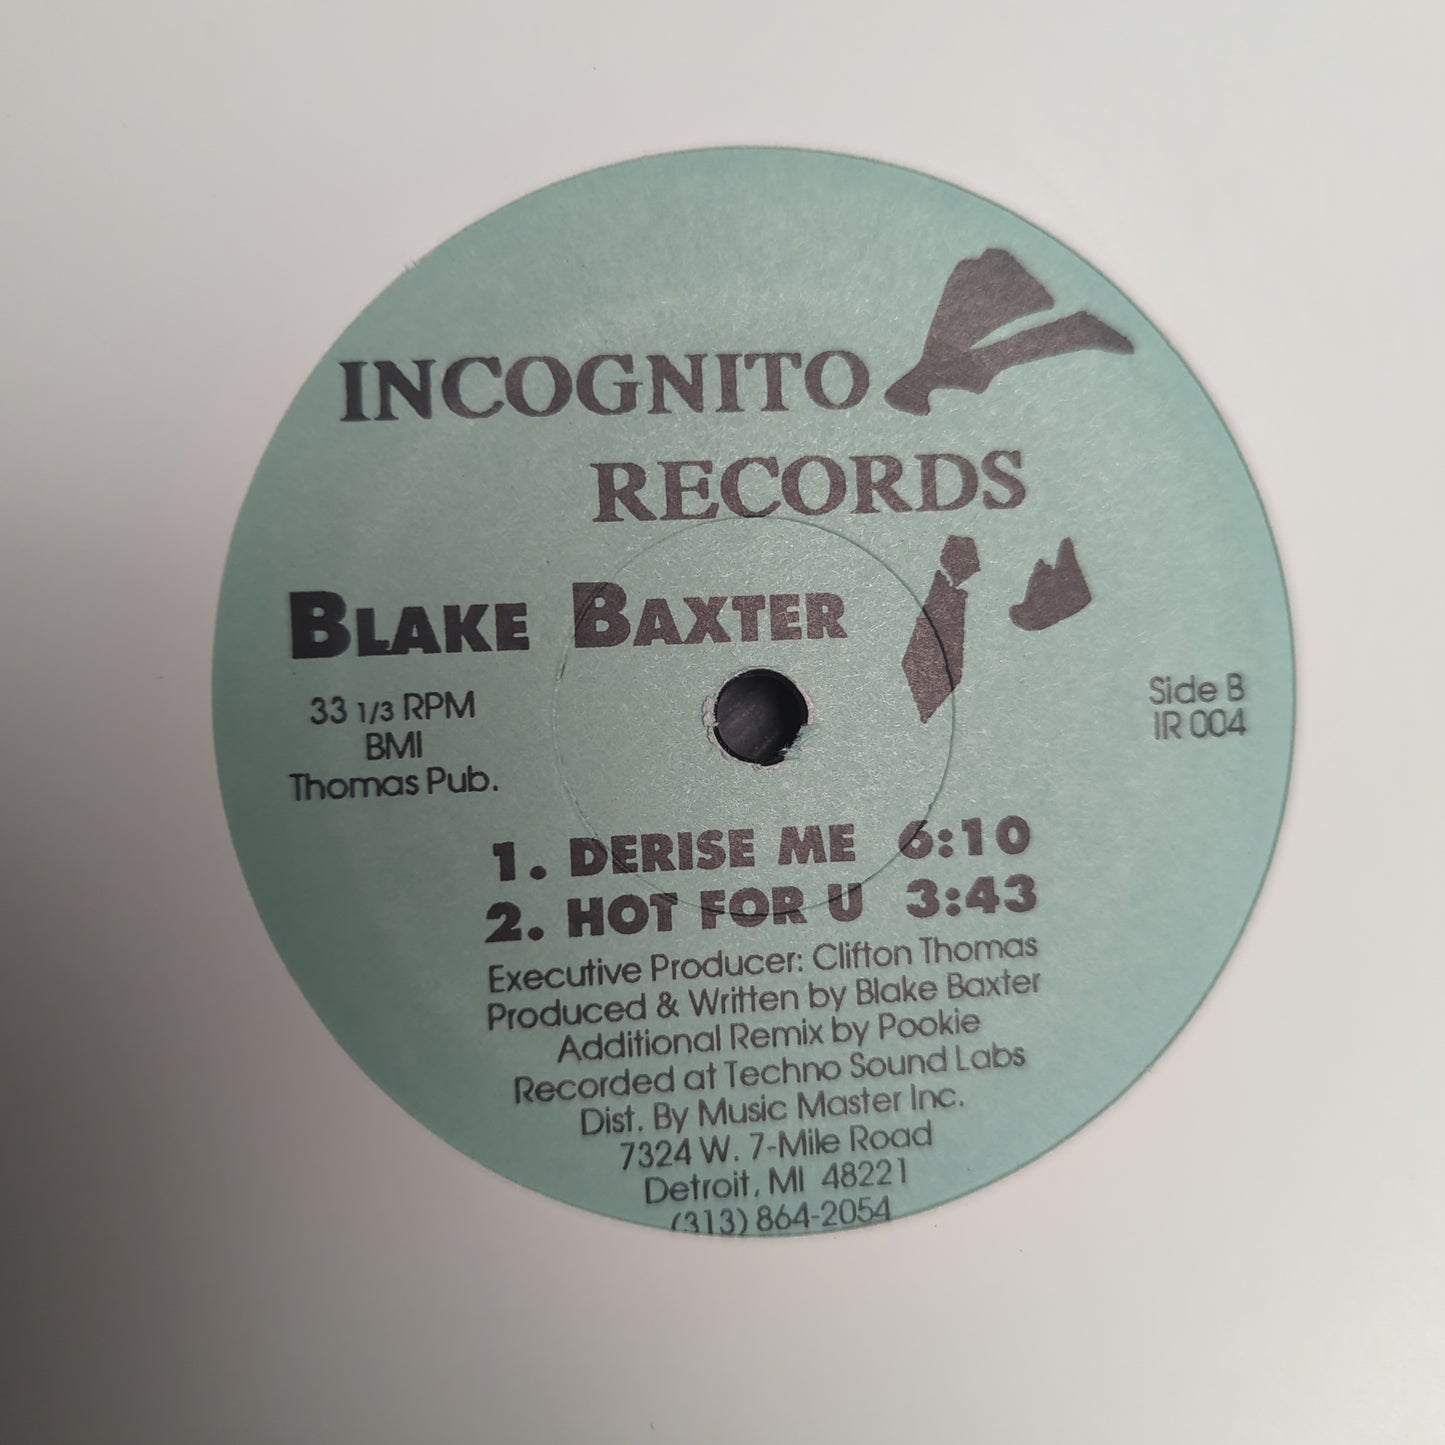 INCOGNITO
RECORDS
BLAKE BAXTER
33 1/3 RPM
BMI
Thomas Pub.
Side B
IR 004
1. DERISE ME 6:10
2. HOT FOR U 3:43
Executive Producer: Clifton Thomas
Produced & Written by Blake Baxter
Additional Remix by Pookie
Recorded at Techno Sound Labs
Dist. By Music Master Inc.
7324 W. 7-Mile Road
Detroit, MI 48221
(313) 864-2054